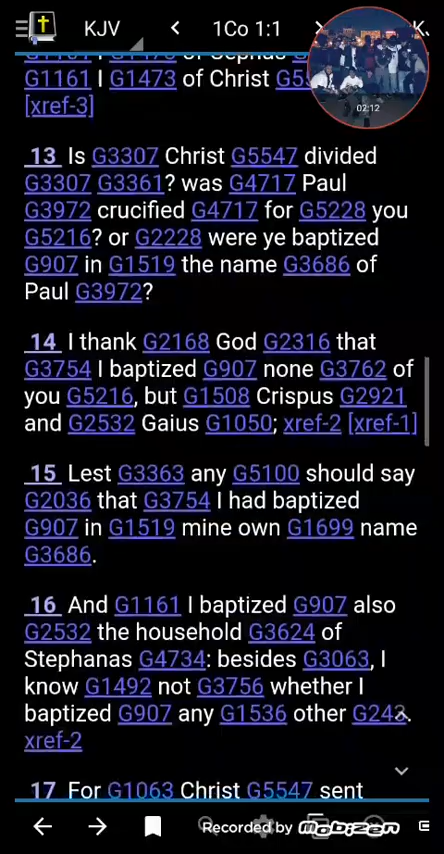 KJV < 1Co 1:1 > K.
G1161 I G1473 of Christ
[xref-3]
02:12
13 Is G3307 Christ G5547 divided
G3307 G3361? was G4717 Paul
G3972 crucified G4717 for G5228 you
G5216? or G2228 were ye baptized
G907 in G1519 the name G3686 of
Paul G3972?
14 I thank G2168 God G2316 that
G3754 I baptized G907 none G3762 of
you G5216, but G1508 Crispus G2921
and G2532 Gaius G1050; xref-2 [xref-1]
15 Lest G3363 any G5100 should say
G2036 that G3754 I had baptized
G907 in G1519 mine own G1699 name
G3686.
16 And G1161 I baptized G907 also
G2532 the household G3624 of
Stephanas G4734: besides G3063, I
know G1492 not G3756 whether I
baptized G907 any G1536 other G243.
xref-2
17 For G1063 Christ G5547 sent
Recorded by mobizen